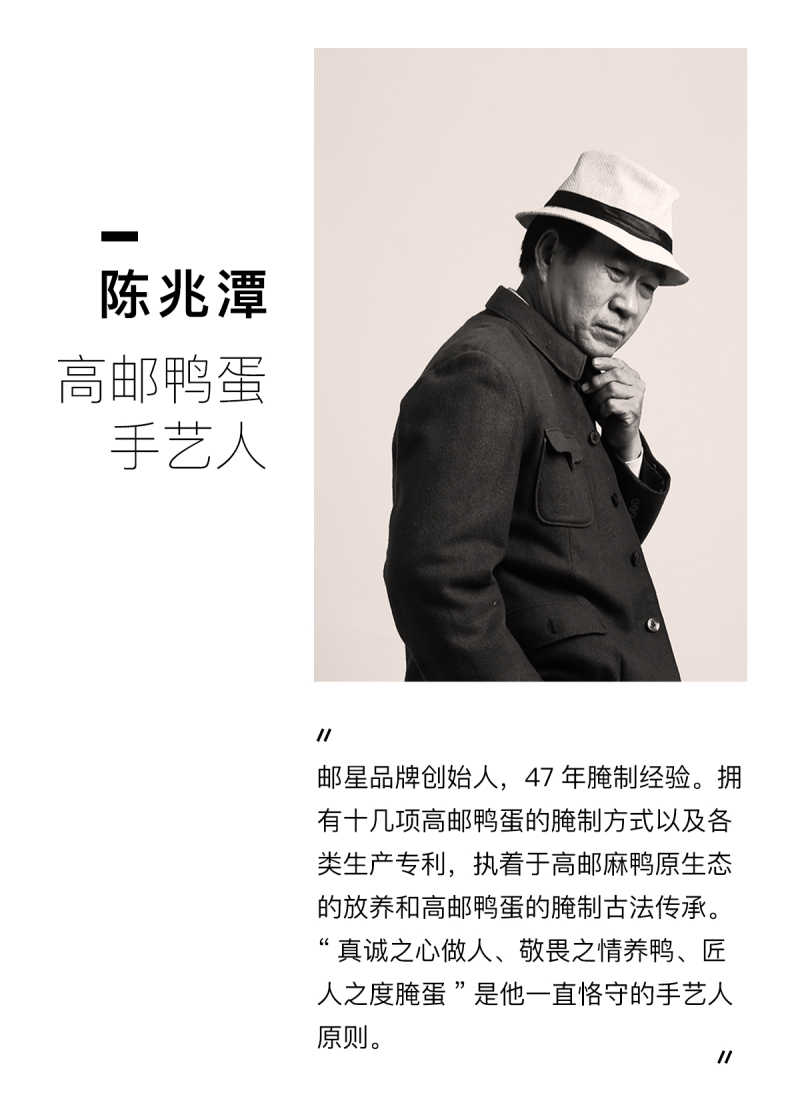 陈兆潭
高邮鸭蛋
手艺人
〃
邮星品牌创始人，47 年腌制经验。拥
有十几项高邮鸭蛋的腌制方式以及各
类生产专利，执着于高邮麻鸭原生态
的放养和高邮鸭蛋的腌制古法传承。
“ 真诚之心做人、敬畏之情养鸭、匠
人之度腌蛋 ” 是他一直恪守的手艺人
原则。
〃